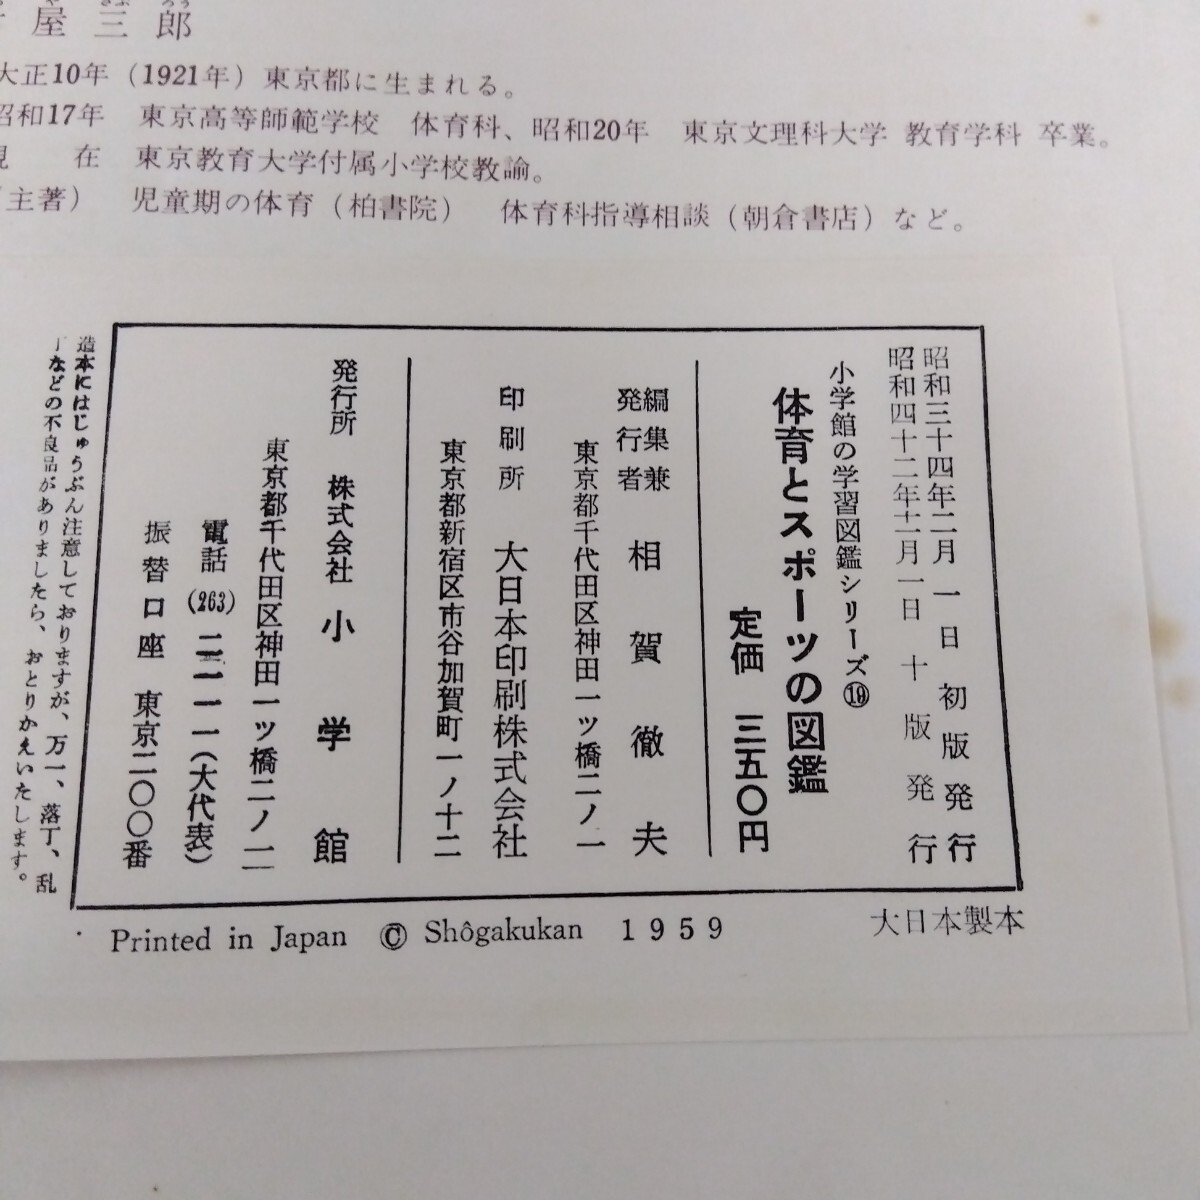 屋三郎
大正10年（1921年）東京都に生まれる。
昭和17年　東京高等師範学校　体育科、昭和20年　東京文理科大学 教育学科 卒業。
現　在　東京教育大学付属小学校教諭。
（主著）　児童期の体育（柏書院）　体育科指導相談（朝倉書店）など。
昭和三十四年二月　一日　初版発行
昭和四十二年十二月一日　十版発行
小学館の学習図鑑シリーズ⑲
体育とスポーツの図鑑
定価　三五〇円
編集兼
発行者　相賀徹夫
東京都千代田区神田一ツ橋二ノ一
印刷所　大日本印刷株式会社
東京都新宿区市谷加賀町一ノ十二
発行所　株式会社　小学館
東京都千代田区神田一ツ橋二ノ一
電話(263)二一一一(大代表)
振替口座　東京二〇〇番
造本にはじゅうぶん注意しておりますが、万一、落丁、乱
丁などの不良品がありましたら、おとりかえいたします。
Printed in Japan © Shôgakukan 1959
大日本製本